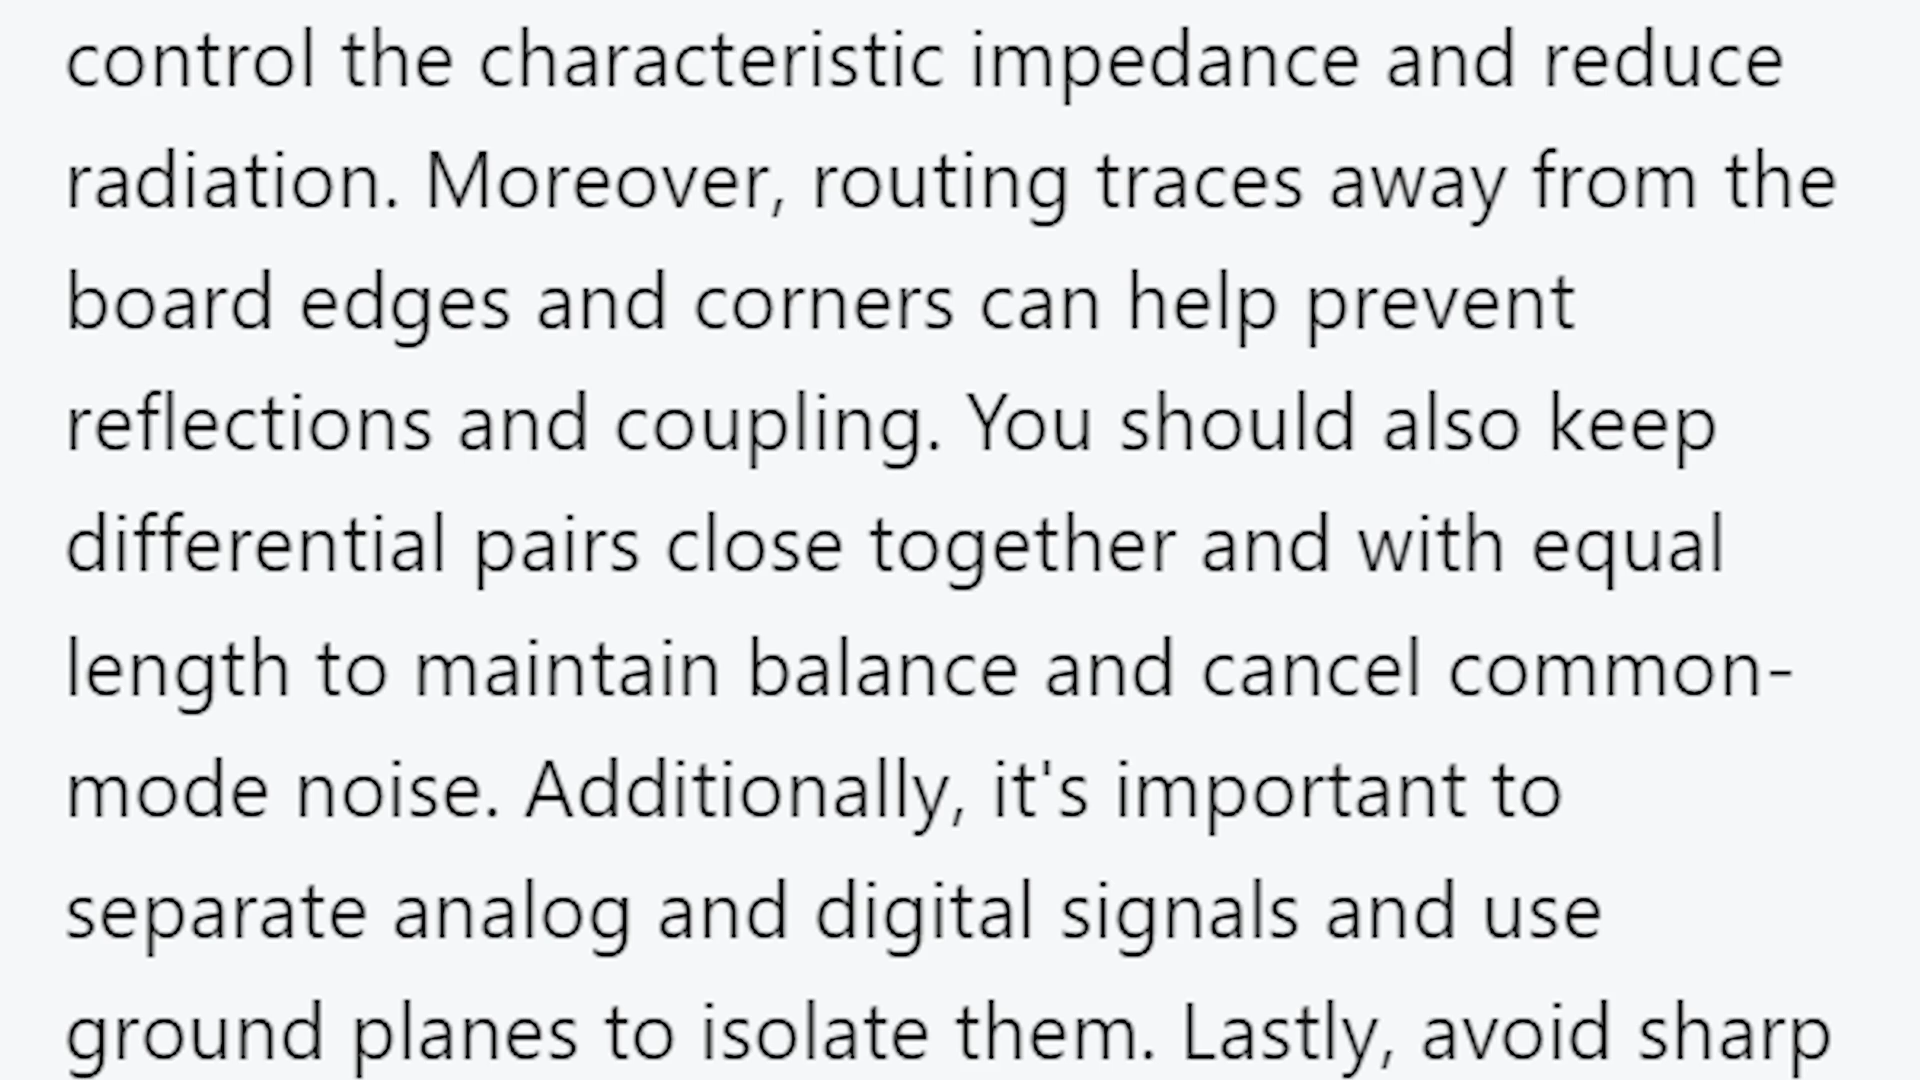 control the characteristic impedance and reduce
radiation. Moreover, routing traces away from the
board edges and corners can help prevent
reflections and coupling. You should also keep
differential pairs close together and with equal
length to maintain balance and cancel common-
mode noise. Additionally, it's important to
separate analog and digital signals and use
ground planes to isolate them. Lastly, avoid sharp